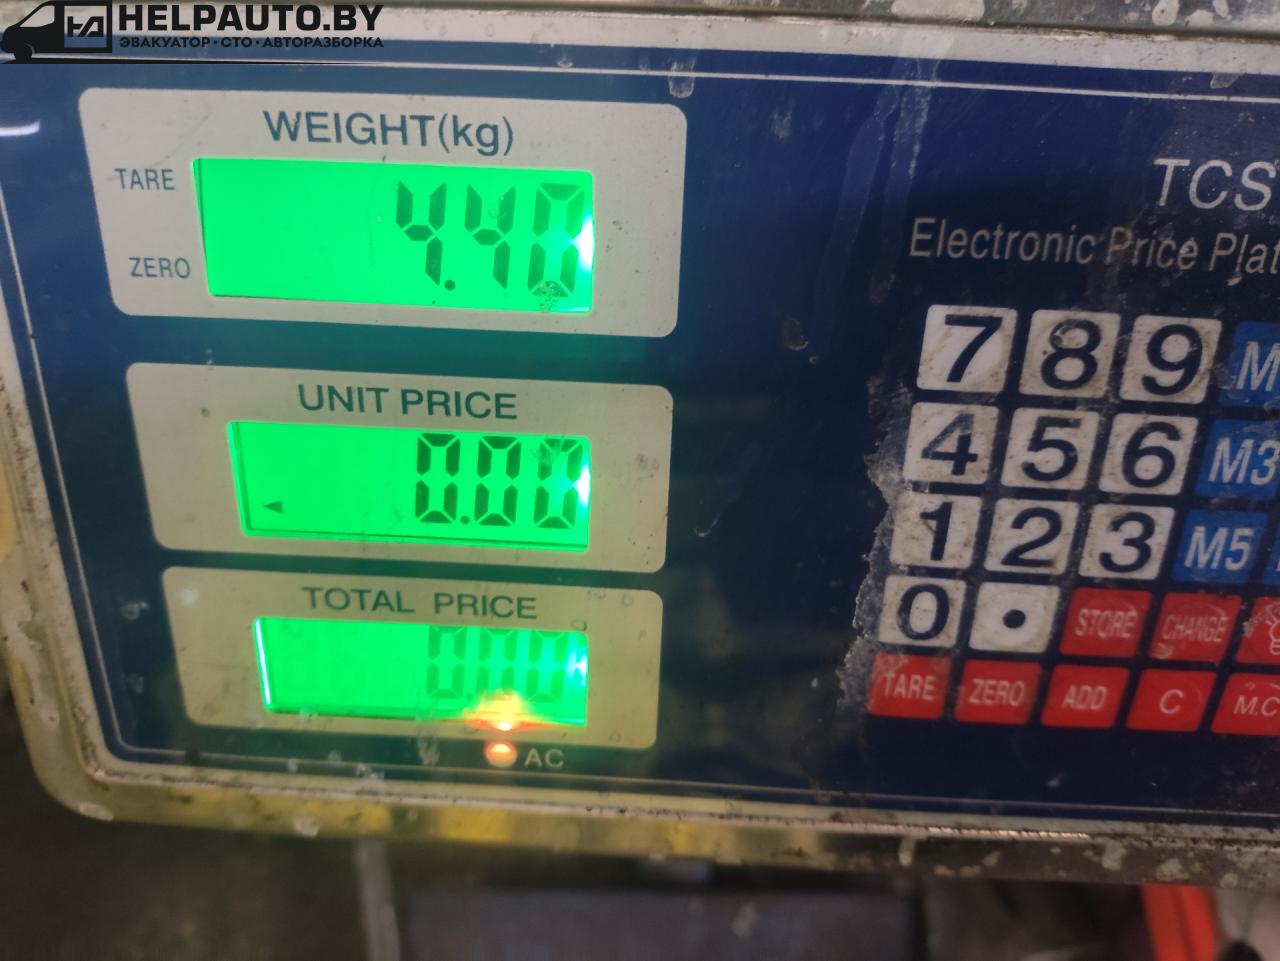 HELPAUTO.BY
ЭВАКУАТОР · СТО · АВТОРАЗБОРКА
WEIGHT(kg)
TARE
4.40
ZERO
UNIT PRICE
0.00
TOTAL PRICE
0.00
AC
TCS
Electronic Price Plat
7 8 9 M
4 5 6 M3
1 2 3 M5
0 . STORE CHANGE
TARE ZERO ADD C M.C